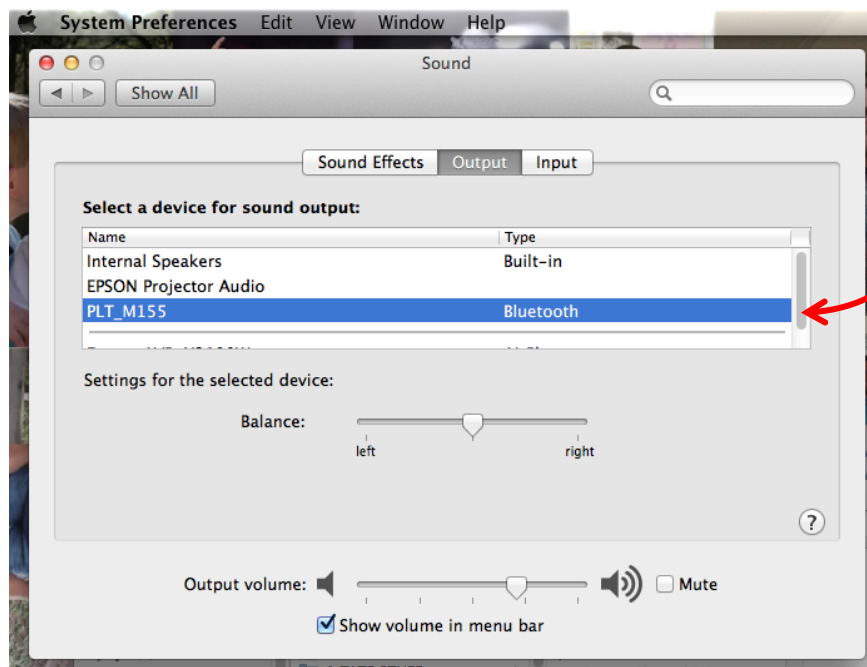 System Preferences Edit View Window Help
Sound
Show All
Sound Effects Output Input
Select a device for sound output:
Name Type
Internal Speakers Built-in
EPSON Projector Audio
PLT_M155 Bluetooth
Settings for the selected device:
Balance:
left right
?
Output volume: Mute
Show volume in menu bar